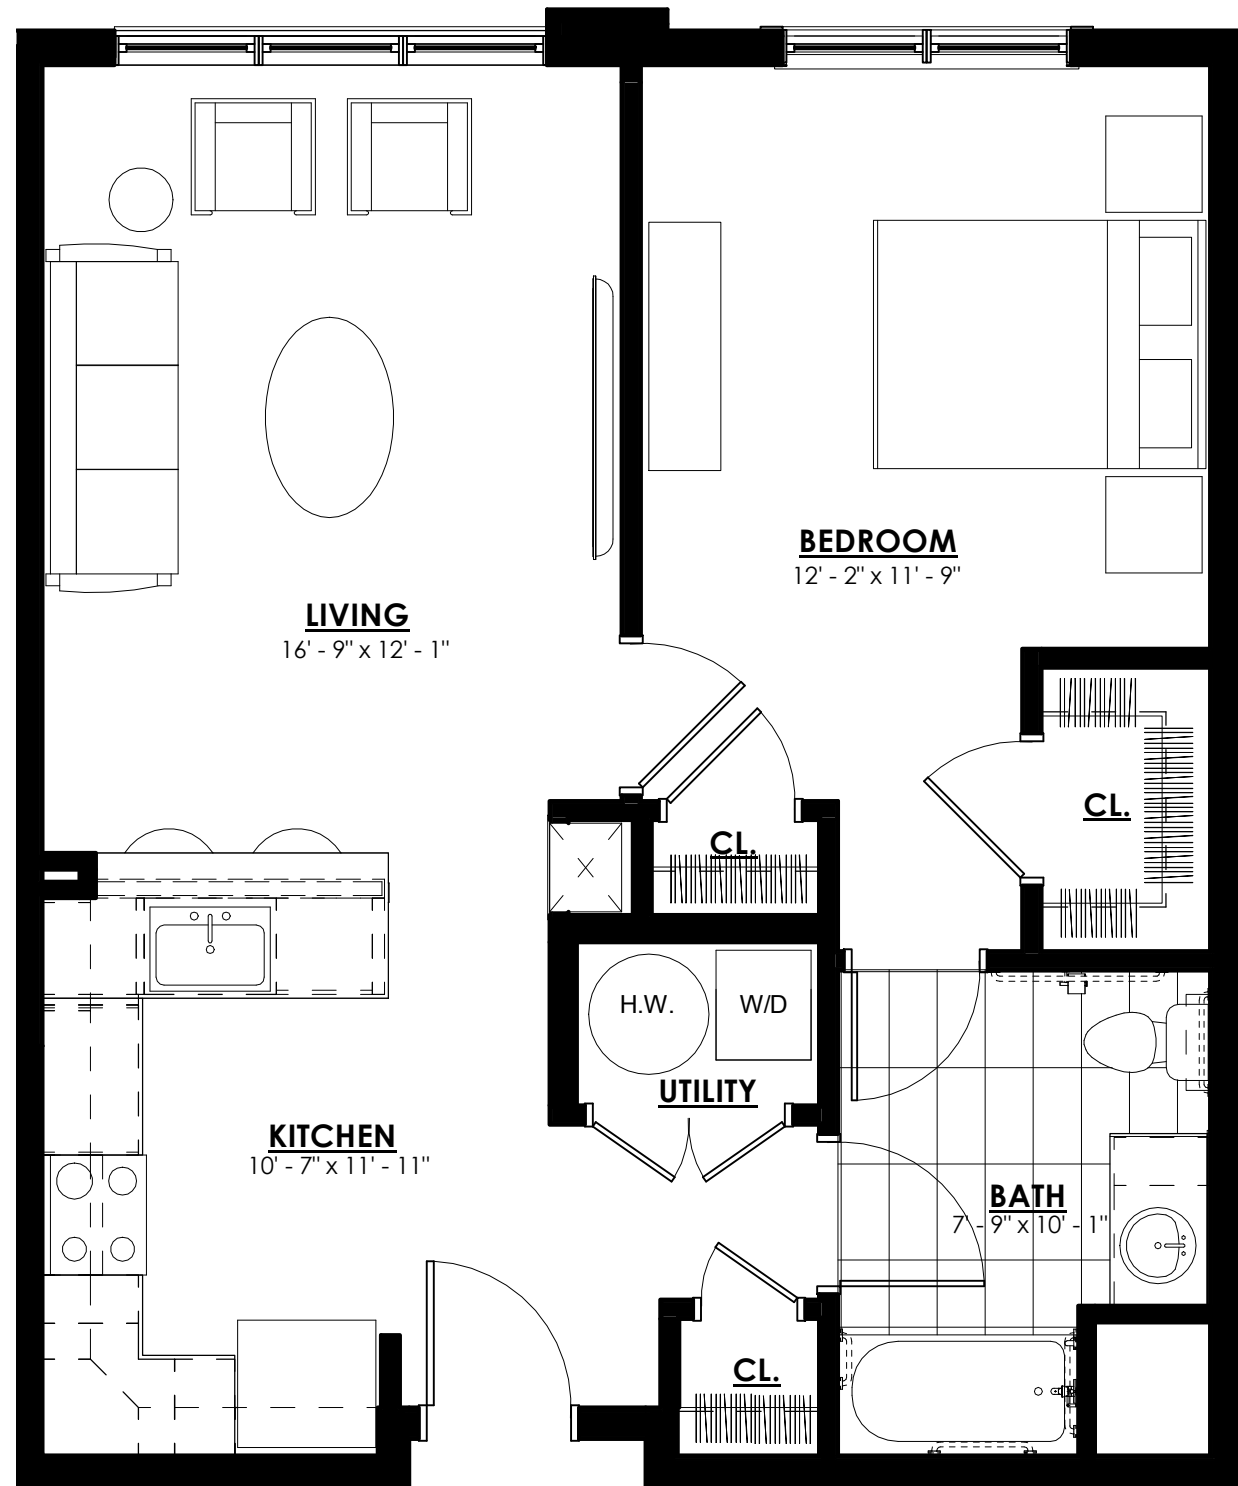 BEDROOM
12' - 2" x 11' - 9"
LIVING
16' - 9" x 12' - 1"
CL.
CL.
H.W.
W/D
UTILITY
KITCHEN
10' - 7" x 11' - 11"
BATH
7' - 9" x 10' - 1"
CL.